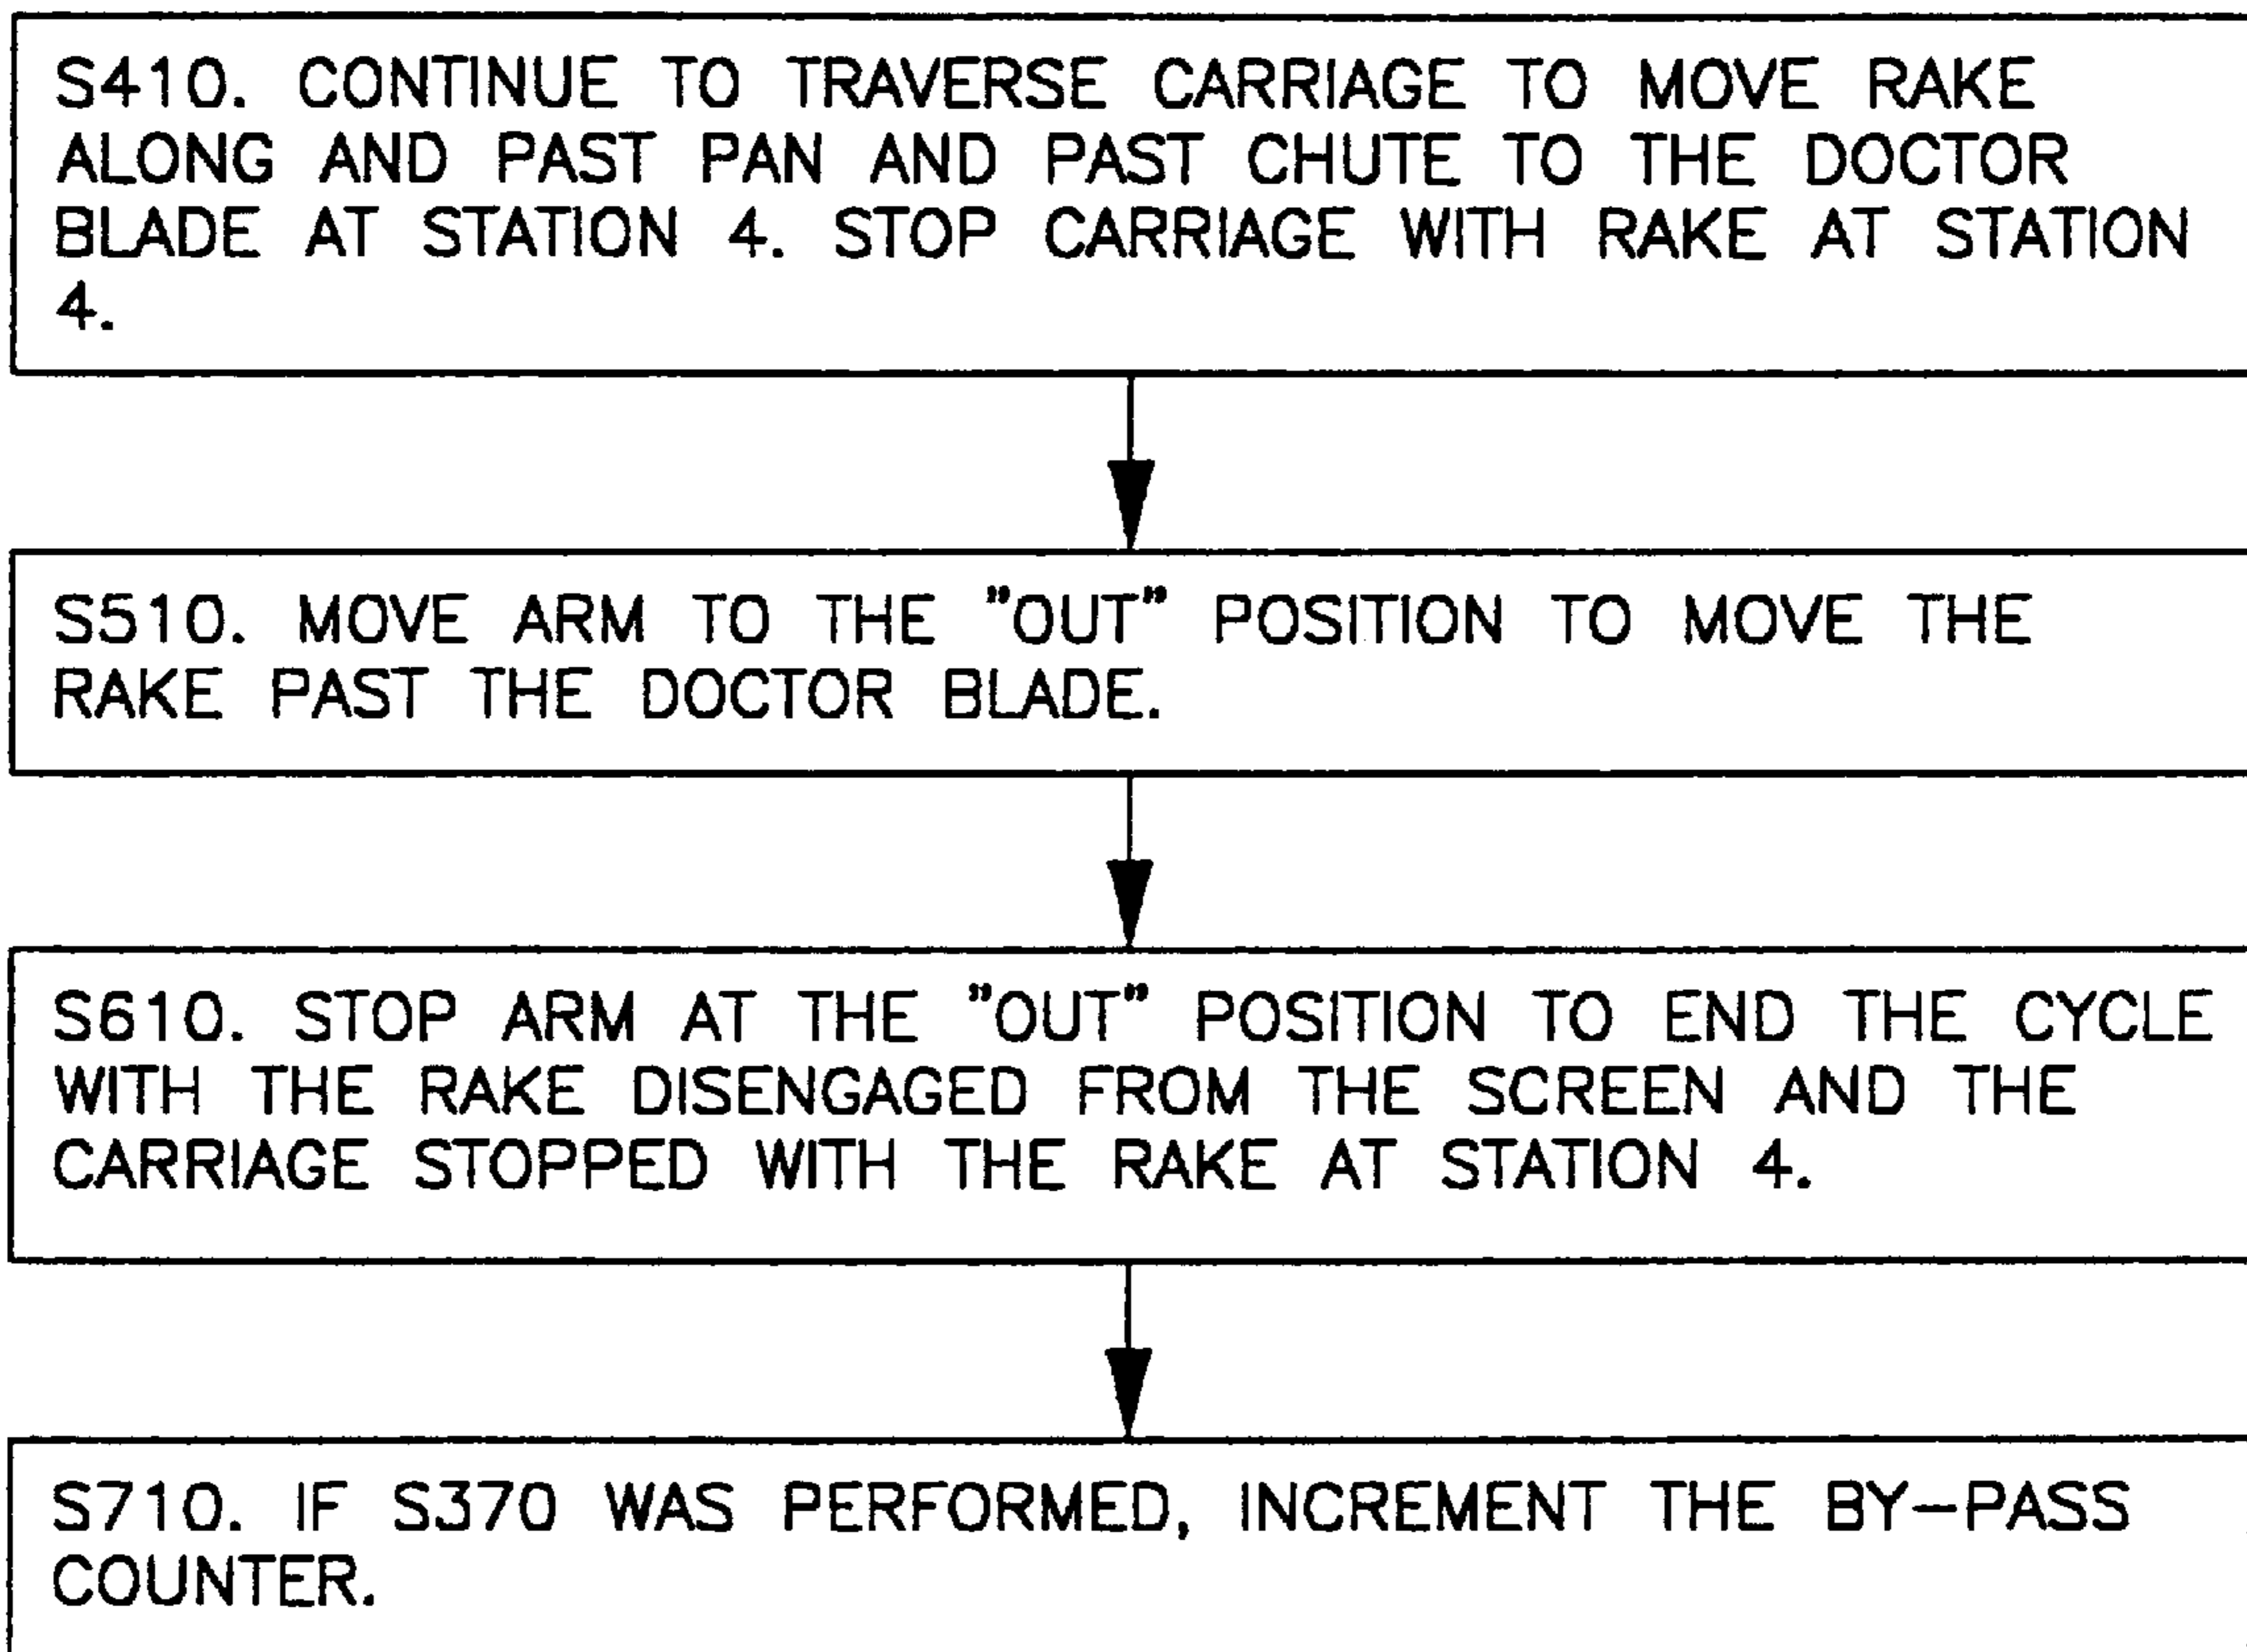 S410. CONTINUE TO TRAVERSE CARRIAGE TO MOVE RAKE
ALONG AND PAST PAN AND PAST CHUTE TO THE DOCTOR
BLADE AT STATION 4. STOP CARRIAGE WITH RAKE AT STATION
4.
S510. MOVE ARM TO THE "OUT" POSITION TO MOVE THE
RAKE PAST THE DOCTOR BLADE.
S610. STOP ARM AT THE "OUT" POSITION TO END THE CYCLE
WITH THE RAKE DISENGAGED FROM THE SCREEN AND THE
CARRIAGE STOPPED WITH THE RAKE AT STATION 4.
S710. IF S370 WAS PERFORMED, INCREMENT THE BY-PASS
COUNTER.